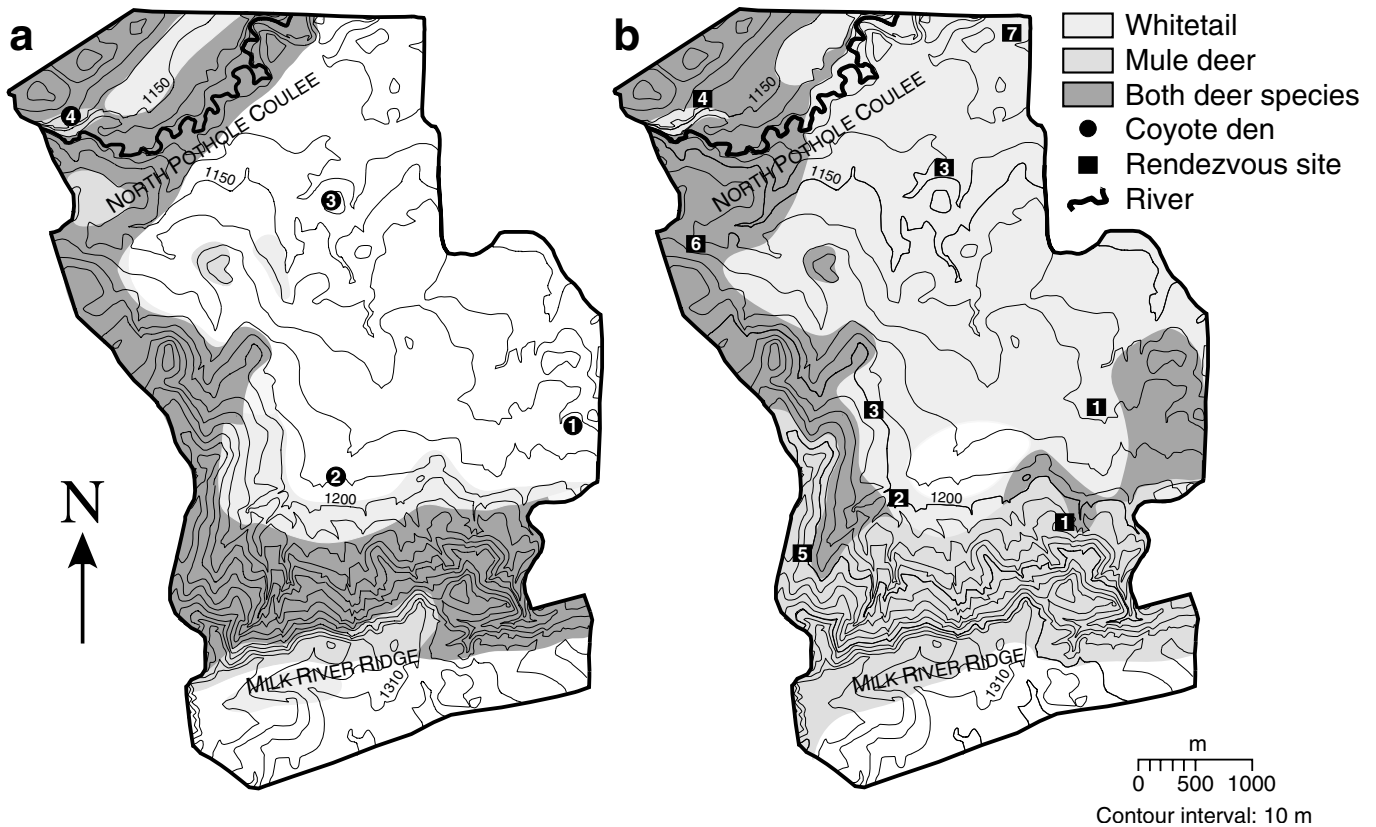 a
4
1150
NORTH POTHOLE COULEE
1150
3
1
2
1200
N
MILK RIVER RIDGE
1310
b
7
4
1150
NORTH POTHOLE COULEE
1150
3
6
3
1
2
1200
1
5
MILK RIVER RIDGE
1310
Whitetail
Mule deer
Both deer species
Coyote den
Rendezvous site
River
m
0 500 1000
Contour interval: 10 m